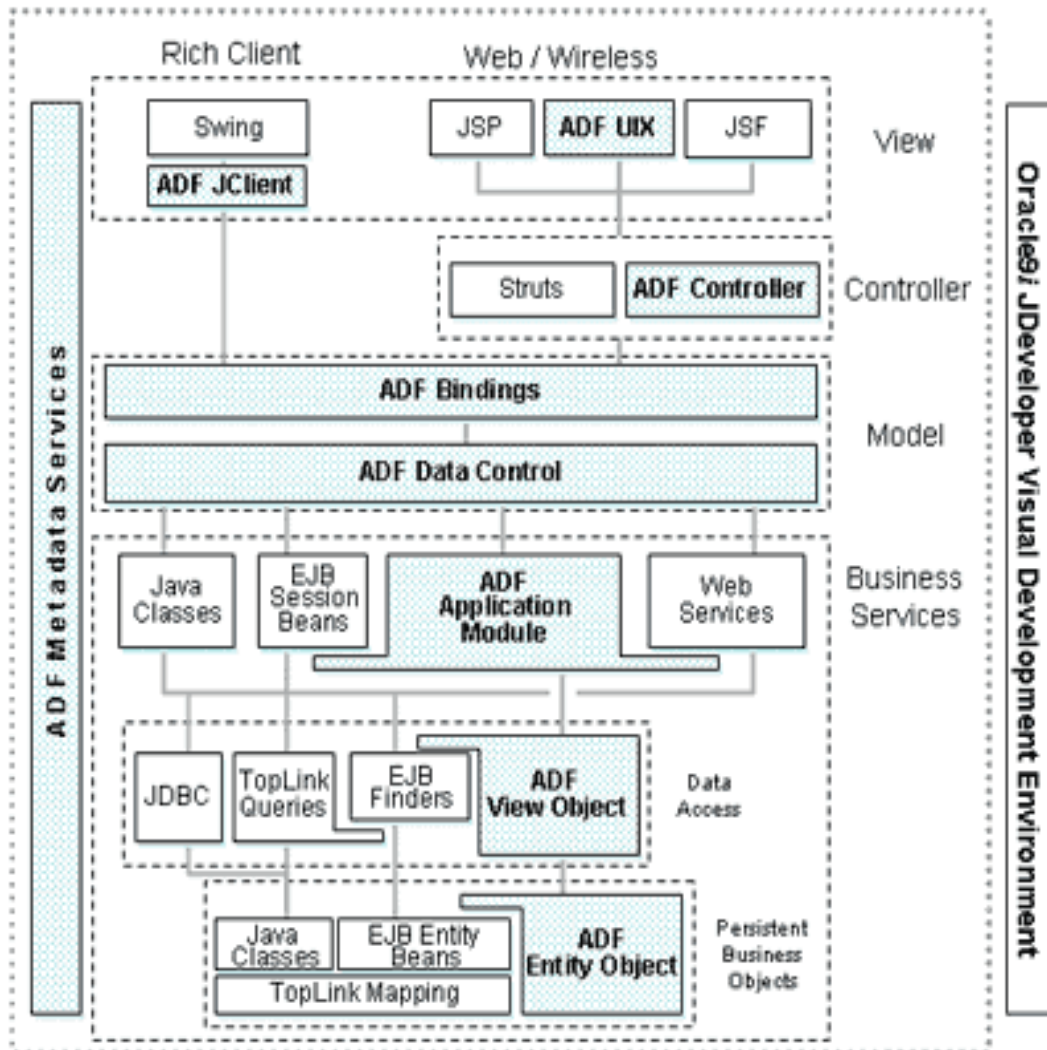 Rich Client
Web / Wireless
Swing
JSP
ADF UIX
JSF
View
ADF JClient
Struts
ADF Controller
Controller
ADF Bindings
Model
ADF Data Control
Java
Classes
EJB
Session
Beans
ADF
Application
Module
Web
Services
Business
Services
JDBC
TopLink
Queries
EJB
Finders
ADF
View Object
Data
Access
Java
Classes
EJB Entity
Beans
ADF
Entity Object
Persistent
Business
Objects
TopLink Mapping
ADF Metadata Services
Oracle9i JDeveloper Visual Development Environment